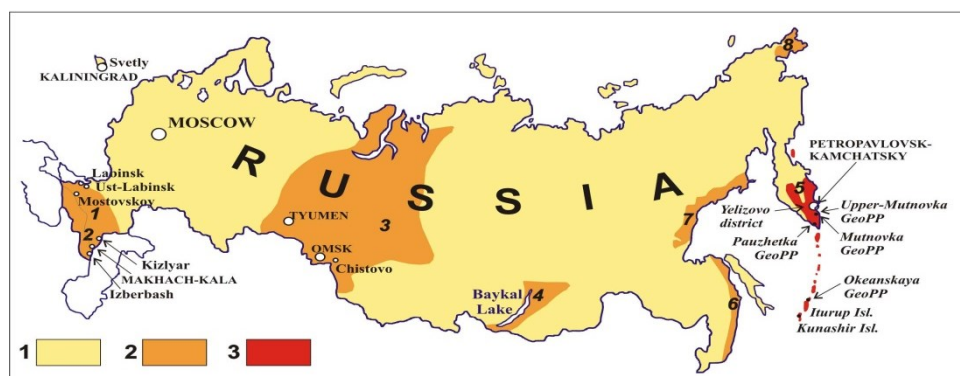 Svetly
KALININGRAD
MOSCOW
R U S S I A
Labinsk
Ust-Labinsk
Mostovskoy
1
2
Kizlyar
MAKHACH-KALA
Izberbash
TYUMEN
3
OMSK
Chistovo
Baykal
Lake
4
7
6
8
5
PETROPAVLOVSK-
KAMCHATSKY
Yelizovo
district
Upper-Mutnovka
GeoPP
Pauzhetka
GeoPP
Mutnovka
GeoPP
Okeanskaya
GeoPP
Iturup Isl.
Kunashir Isl.
1 2 3